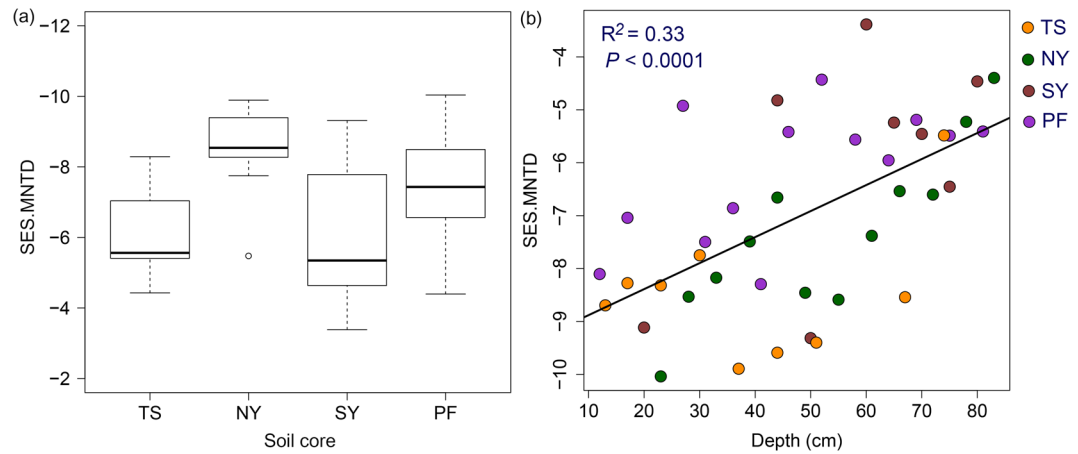 (a)
−12
−10
−8
−6
−4
−2
SES.MNTD
TS NY SY PF
Soil core
(b)
R² = 0.33
P < 0.0001
−4
−5
−6
−7
−8
−9
−10
SES.MNTD
10 20 30 40 50 60 70 80
Depth (cm)
TS
NY
SY
PF